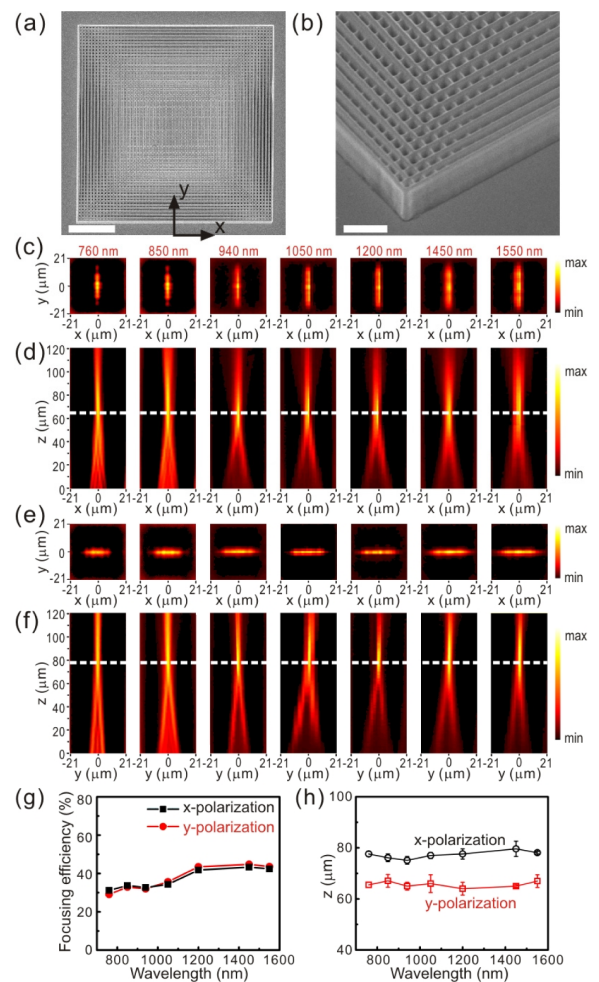 (a)
(b)
y
x
(c)
760 nm 850 nm 940 nm 1050 nm 1200 nm 1450 nm 1550 nm
21
0
-21
y (μm)
-21 0 21 -21 0 21 -21 0 21 -21 0 21 -21 0 21 -21 0 21 -21 0 21
x (μm) x (μm) x (μm) x (μm) x (μm) x (μm) x (μm)
max
min
(d)
120
100
80
60
40
20
0
z (μm)
-21 0 21 -21 0 21 -21 0 21 -21 0 21 -21 0 21 -21 0 21 -21 0 21
x (μm) x (μm) x (μm) x (μm) x (μm) x (μm) x (μm)
max
min
(e)
21
0
-21
y (μm)
-21 0 21 -21 0 21 -21 0 21 -21 0 21 -21 0 21 -21 0 21 -21 0 21
x (μm) x (μm) x (μm) x (μm) x (μm) x (μm) x (μm)
max
min
(f)
120
100
80
60
40
20
0
z (μm)
-21 0 21 -21 0 21 -21 0 21 -21 0 21 -21 0 21 -21 0 21 -21 0 21
y (μm) y (μm) y (μm) y (μm) y (μm) y (μm) y (μm)
max
min
(g)
80
60
40
20
0
Focusing efficiency (%)
x-polarization
y-polarization
800 1000 1200 1400 1600
Wavelength (nm)
(h)
100
80
60
40
z (μm)
x-polarization
y-polarization
800 1000 1200 1400 1600
Wavelength (nm)